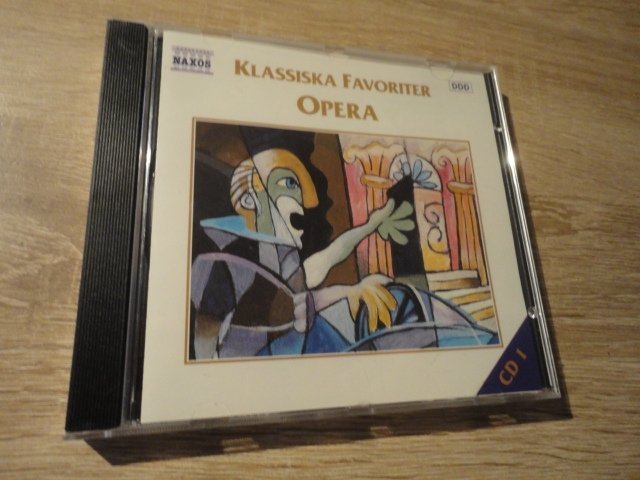 NAXOS
KLASSISKA FAVORITER
DDD
OPERA
CD 1